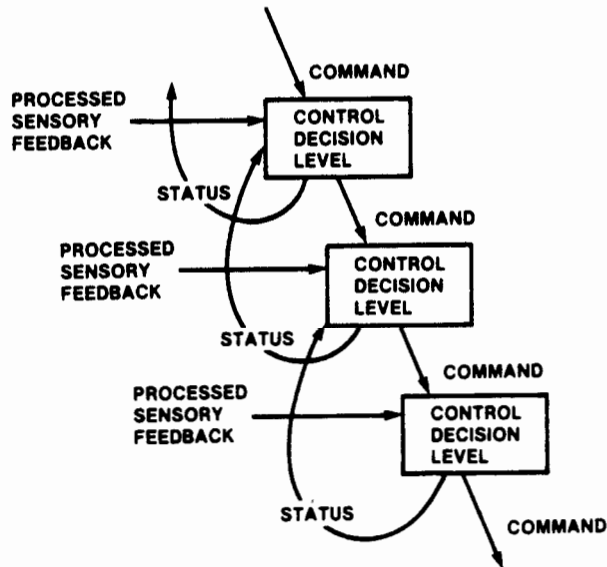 COMMAND
PROCESSED
SENSORY
FEEDBACK
CONTROL
DECISION
LEVEL
STATUS
COMMAND
PROCESSED
SENSORY
FEEDBACK
CONTROL
DECISION
LEVEL
STATUS
COMMAND
PROCESSED
SENSORY
FEEDBACK
CONTROL
DECISION
LEVEL
STATUS
COMMAND